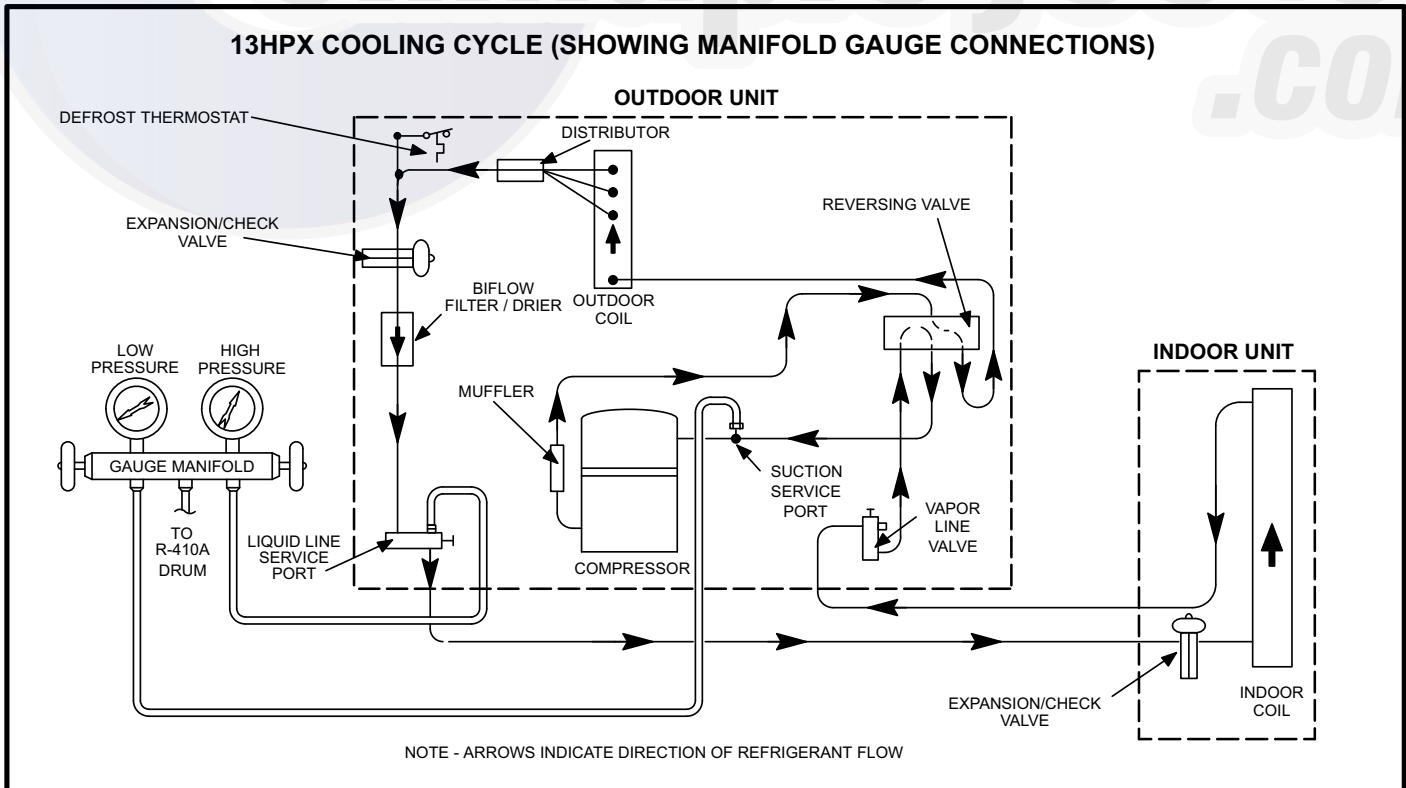 13HPX COOLING CYCLE (SHOWING MANIFOLD GAUGE CONNECTIONS)
.CO
OUTDOOR UNIT
DEFROST THERMOSTAT
DISTRIBUTOR
REVERSING VALVE
EXPANSION/CHECK
VALVE
BIFLOW
FILTER / DRIER
OUTDOOR
COIL
LOW
PRESSURE
HIGH
PRESSURE
INDOOR UNIT
MUFFLER
GAUGE MANIFOLD
SUCTION
SERVICE
PORT
VAPOR
LINE
VALVE
TO
R-410A
DRUM
LIQUID LINE
SERVICE
PORT
COMPRESSOR
EXPANSION/CHECK
VALVE
INDOOR
COIL
NOTE - ARROWS INDICATE DIRECTION OF REFRIGERANT FLOW